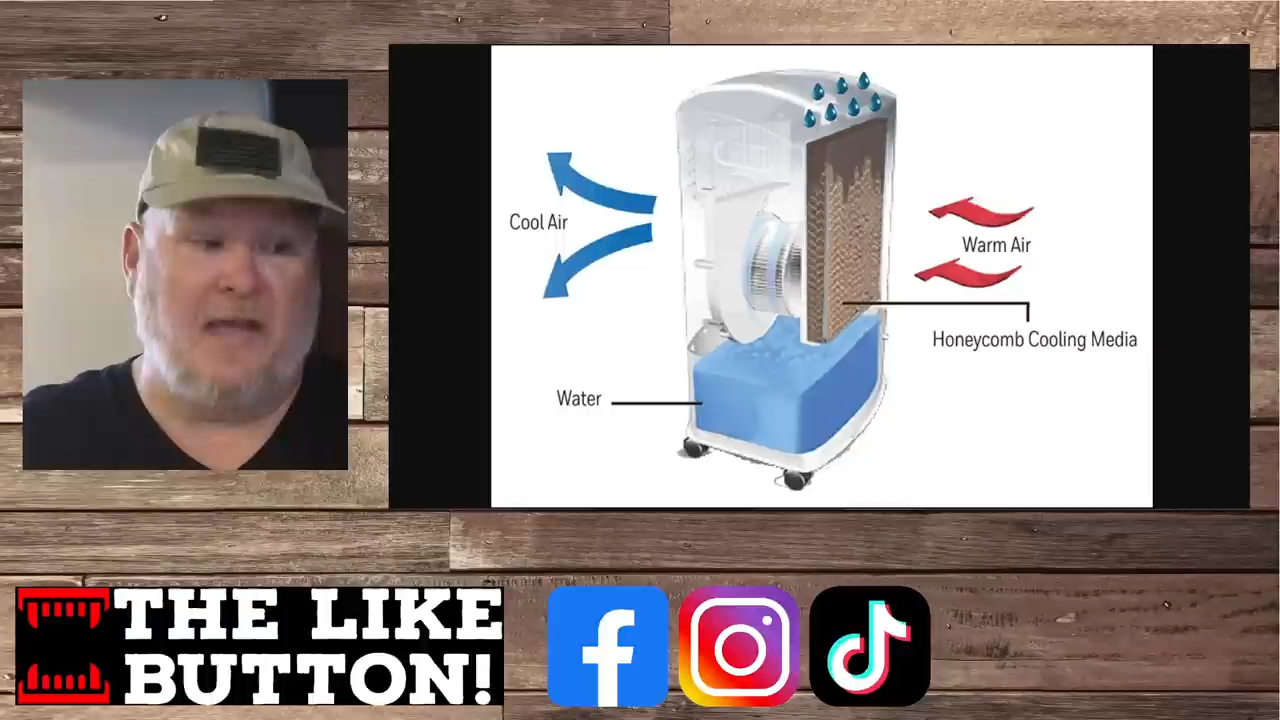 Cool Air
Warm Air
Honeycomb Cooling Media
Water
THE LIKE
BUTTON!